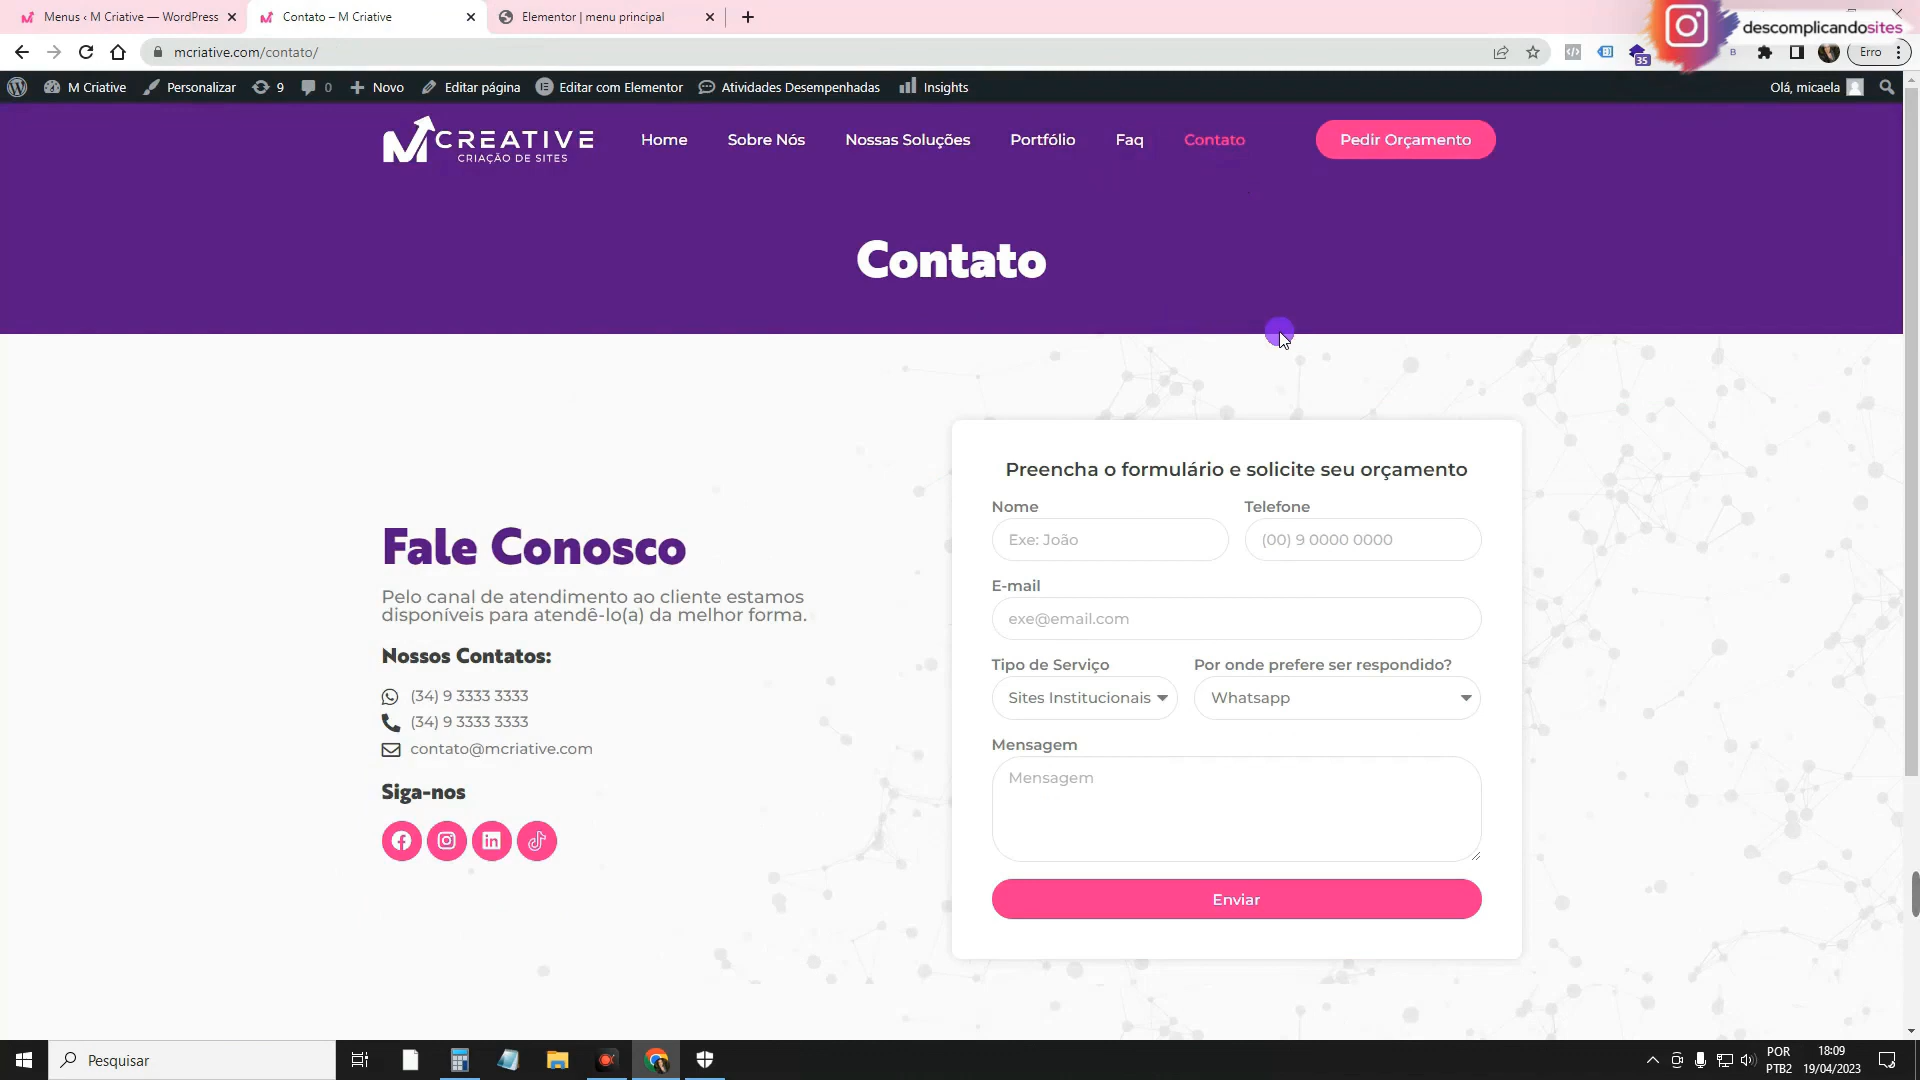 Menus ‹ M Criative — WordPress
Contato – M Criative
Elementor | menu principal
descomplicandosites
mcriative.com/contato/
35
Erro
M Criative
Personalizar
9
0
Novo
Editar página
Editar com Elementor
Atividades Desempenhadas
Insights
Olá, micaela
CREATIVE
CRIAÇÃO DE SITES
Home
Sobre Nós
Nossas Soluções
Portfólio
Faq
Contato
Pedir Orçamento
Contato
Fale Conosco
Pelo canal de atendimento ao cliente estamos
disponíveis para atendê-lo(a) da melhor forma.
Nossos Contatos:
(34) 9 3333 3333
(34) 9 3333 3333
contato@mcriative.com
Siga-nos
Preencha o formulário e solicite seu orçamento
Nome
Telefone
Exe: João
(00) 9 0000 0000
E-mail
exe@email.com
Tipo de Serviço
Por onde prefere ser respondido?
Sites Institucionais
Whatsapp
Mensagem
Mensagem
Enviar
Pesquisar
POR
PTB2
18:09
19/04/2023